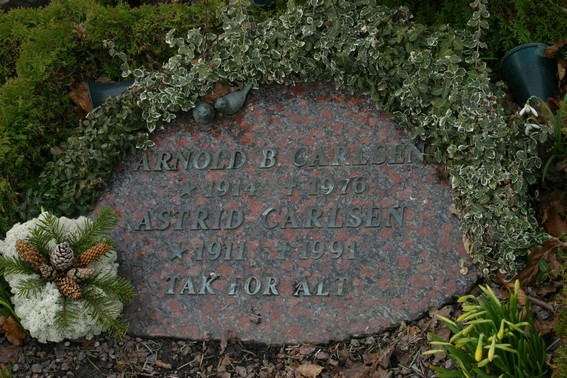 ARNOLD B. CARLSEN
★ 1914 ✝ 1976
ASTRID CARLSEN
★ 1911 ✝ 1991
TAK FOR ALT